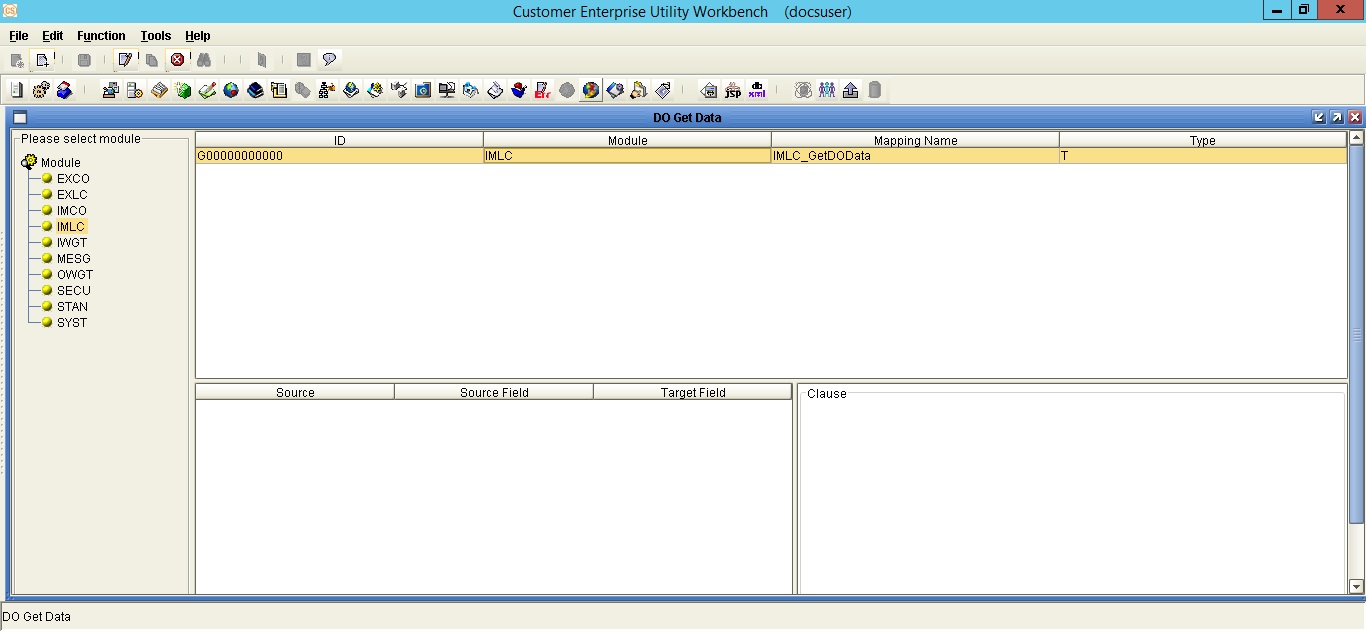 Customer Enterprise Utility Workbench (docsuser)
File Edit Function Tools Help
jsp xml
DO Get Data
Please select module
Module
EXCO
EXLC
IMCO
IMLC
IWGT
MESG
OWGT
SECU
STAN
SYST
ID Module Mapping Name Type
G00000000000 IMLC IMLC_GetDOData T
Source Source Field Target Field
Clause
DO Get Data